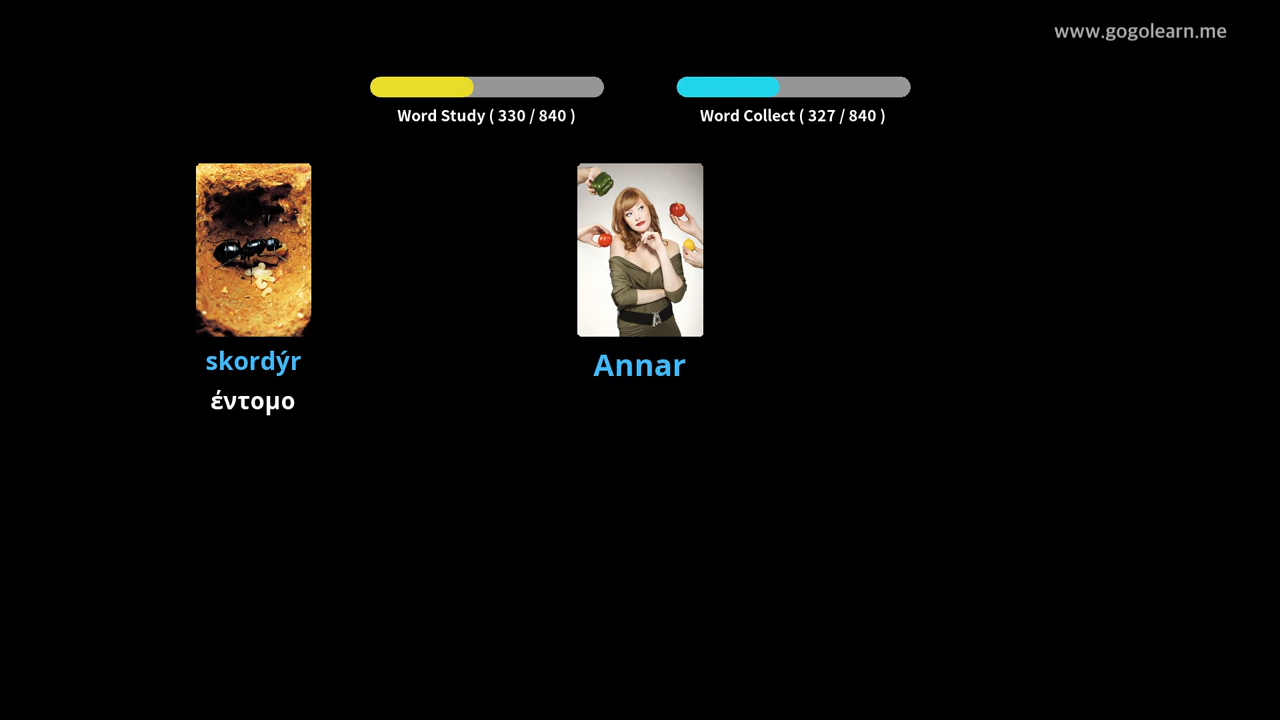 www.gogolearn.me
Word Study ( 330 / 840 )
Word Collect ( 327 / 840 )
skordýr
έντομο
Annar